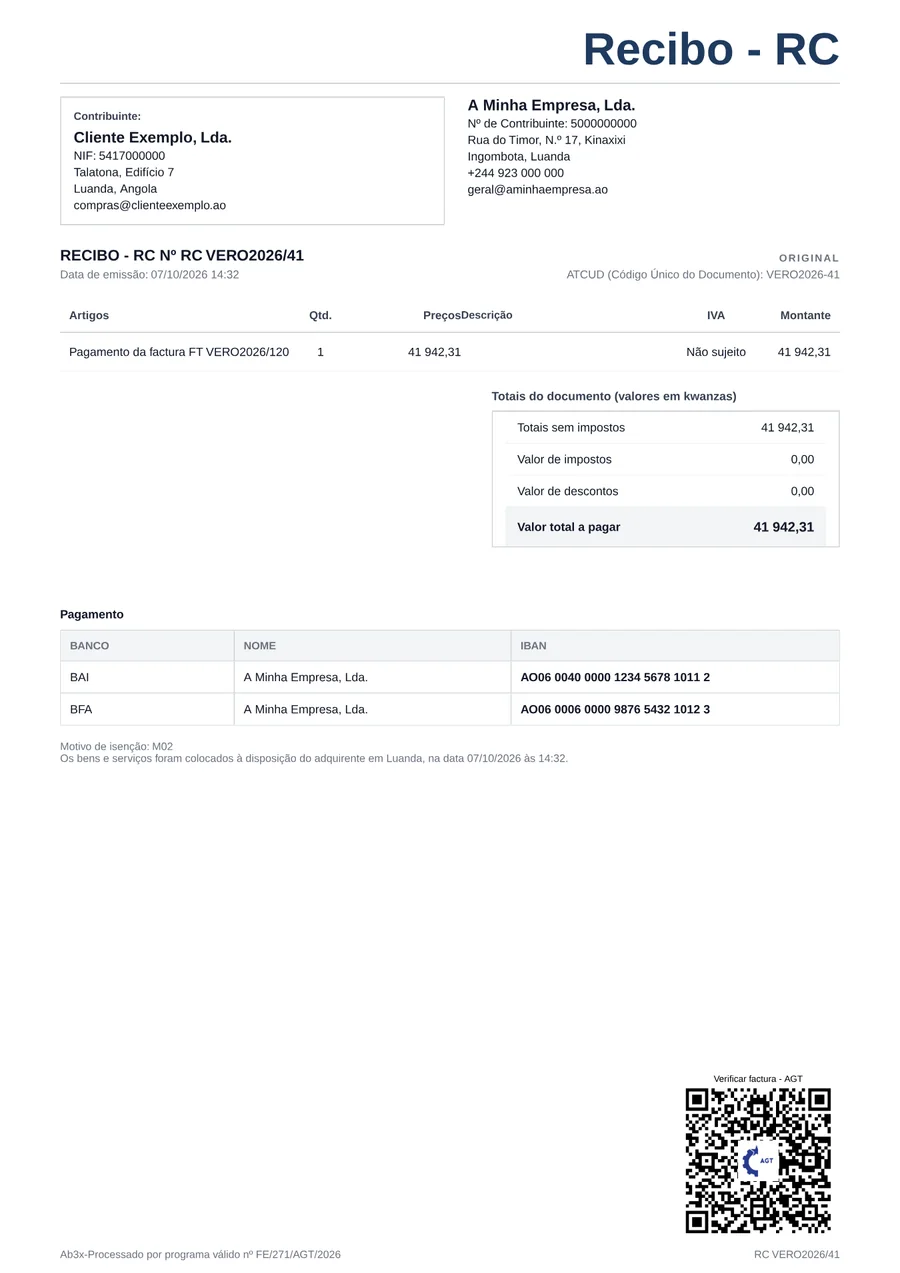 Recibo - RC
Contribuinte:
Cliente Exemplo, Lda.
NIF: 5417000000
Talatona, Edifício 7
Luanda, Angola
compras@clienteexemplo.ao
A Minha Empresa, Lda.
Nº de Contribuinte: 5000000000
Rua do Timor, N.º 17, Kinaxixi
Ingombota, Luanda
+244 923 000 000
geral@aminhaempresa.ao
RECIBO - RC Nº RC VERO2026/41
ORIGINAL
Data de emissão: 07/10/2026 14:32
ATCUD (Código Único do Documento): VERO2026-41
Artigos Qtd. PreçosDescrição IVA Montante
Pagamento da factura FT VERO2026/120 1 41 942,31 Não sujeito 41 942,31
Totais do documento (valores em kwanzas)
Totais sem impostos 41 942,31
Valor de impostos 0,00
Valor de descontos 0,00
Valor total a pagar 41 942,31
Pagamento
BANCO NOME IBAN
BAI A Minha Empresa, Lda. AO06 0040 0000 1234 5678 1011 2
BFA A Minha Empresa, Lda. AO06 0006 0000 9876 5432 1012 3
Motivo de isenção: M02
Os bens e serviços foram colocados à disposição do adquirente em Luanda, na data 07/10/2026 às 14:32.
Verificar factura - AGT
AGT
Ab3x-Processado por programa válido nº FE/271/AGT/2026
RC VERO2026/41